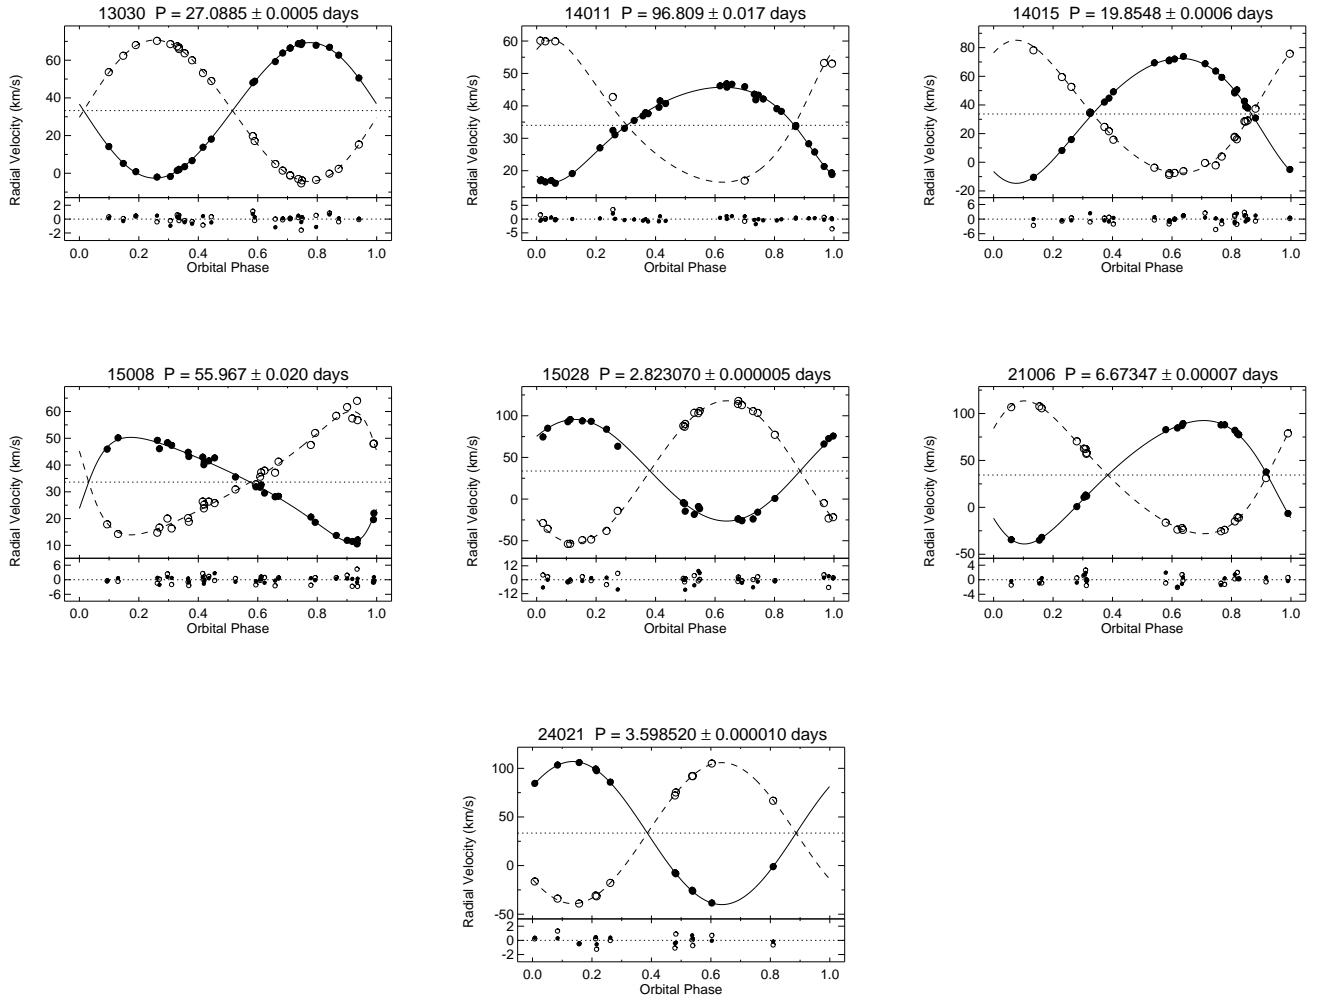 13030 P = 27.0885 ± 0.0005 days
Radial Velocity (km/s)
60
40
20
0
2
0
-2
0.0 0.2 0.4 0.6 0.8 1.0
Orbital Phase
14011 P = 96.809 ± 0.017 days
Radial Velocity (km/s)
60
50
40
30
20
5
0
-5
0.0 0.2 0.4 0.6 0.8 1.0
Orbital Phase
14015 P = 19.8548 ± 0.0006 days
Radial Velocity (km/s)
80
60
40
20
0
-20
6
0
-6
0.0 0.2 0.4 0.6 0.8 1.0
Orbital Phase
15008 P = 55.967 ± 0.020 days
Radial Velocity (km/s)
60
50
40
30
20
10
6
0
-6
0.0 0.2 0.4 0.6 0.8 1.0
Orbital Phase
15028 P = 2.823070 ± 0.000005 days
Radial Velocity (km/s)
100
50
0
-50
12
0
-12
0.0 0.2 0.4 0.6 0.8 1.0
Orbital Phase
21006 P = 6.67347 ± 0.00007 days
Radial Velocity (km/s)
100
50
0
-50
4
2
0
-2
-4
0.0 0.2 0.4 0.6 0.8 1.0
Orbital Phase
24021 P = 3.598520 ± 0.000010 days
Radial Velocity (km/s)
100
50
0
-50
2
0
-2
0.0 0.2 0.4 0.6 0.8 1.0
Orbital Phase